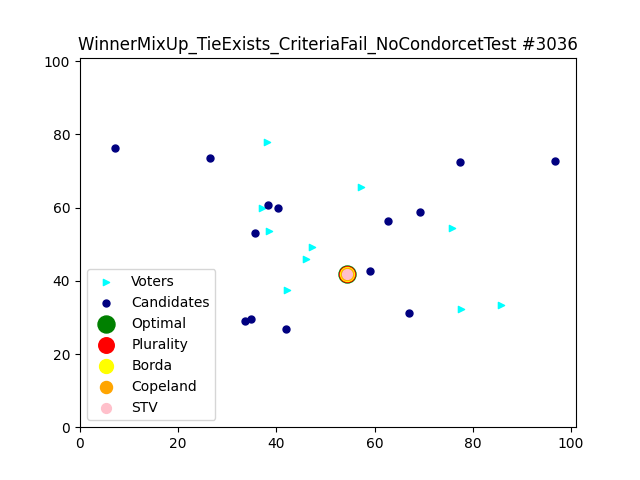 WinnerMixUp_TieExists_CriteriaFail_NoCondorcetTest #3036
100
80
60
40
20
0
Voters
Candidates
Optimal
Plurality
Borda
Copeland
STV
0 20 40 60 80 100